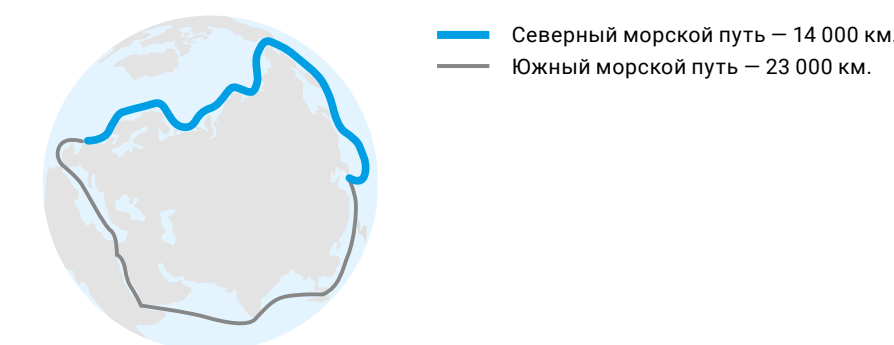 Северный морской путь — 14 000 км.
Южный морской путь — 23 000 км.